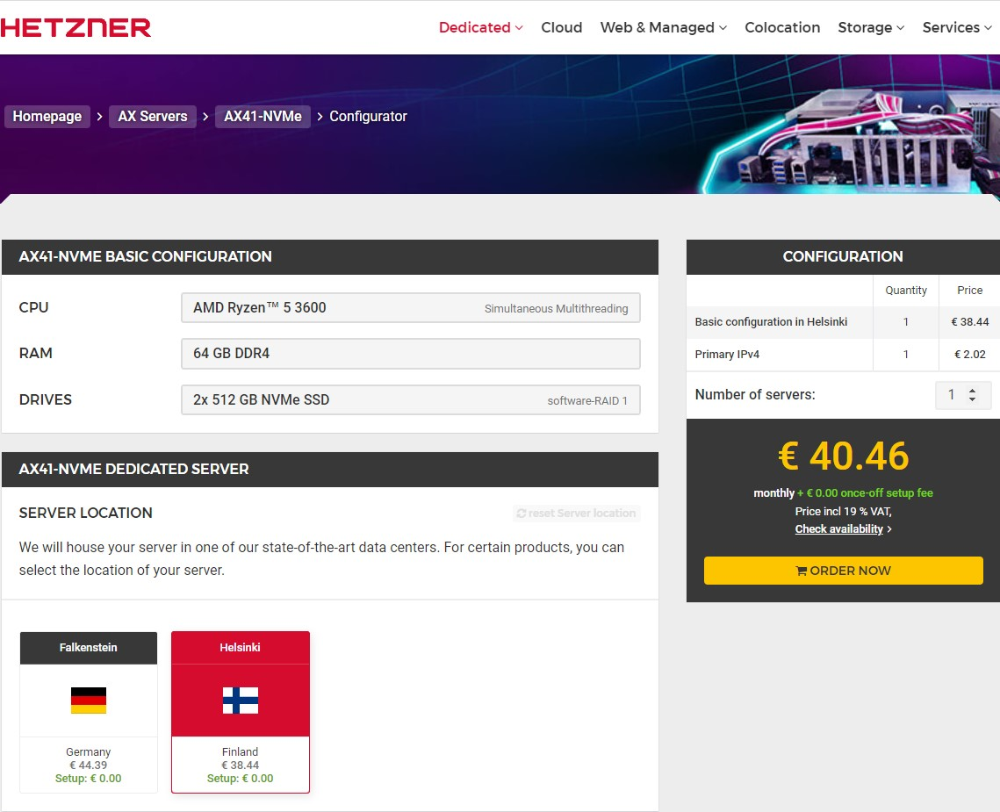 HETZNER
Dedicated Cloud Web & Managed Colocation Storage Services
Homepage > AX Servers > AX41-NVMe > Configurator
AX41-NVME BASIC CONFIGURATION
CPU AMD Ryzen™ 5 3600 Simultaneous Multithreading
RAM 64 GB DDR4
DRIVES 2x 512 GB NVMe SSD software-RAID 1
AX41-NVME DEDICATED SERVER
SERVER LOCATION reset Server location
We will house your server in one of our state-of-the-art data centers. For certain products, you can
select the location of your server.
Falkenstein
Germany
€ 44.39
Setup: € 0.00
Helsinki
Finland
€ 38.44
Setup: € 0.00
CONFIGURATION
Quantity Price
Basic configuration in Helsinki 1 € 38.44
Primary IPv4 1 € 2.02
Number of servers: 1
€ 40.46
monthly + € 0.00 once-off setup fee
Price incl 19 % VAT,
Check availability >
ORDER NOW